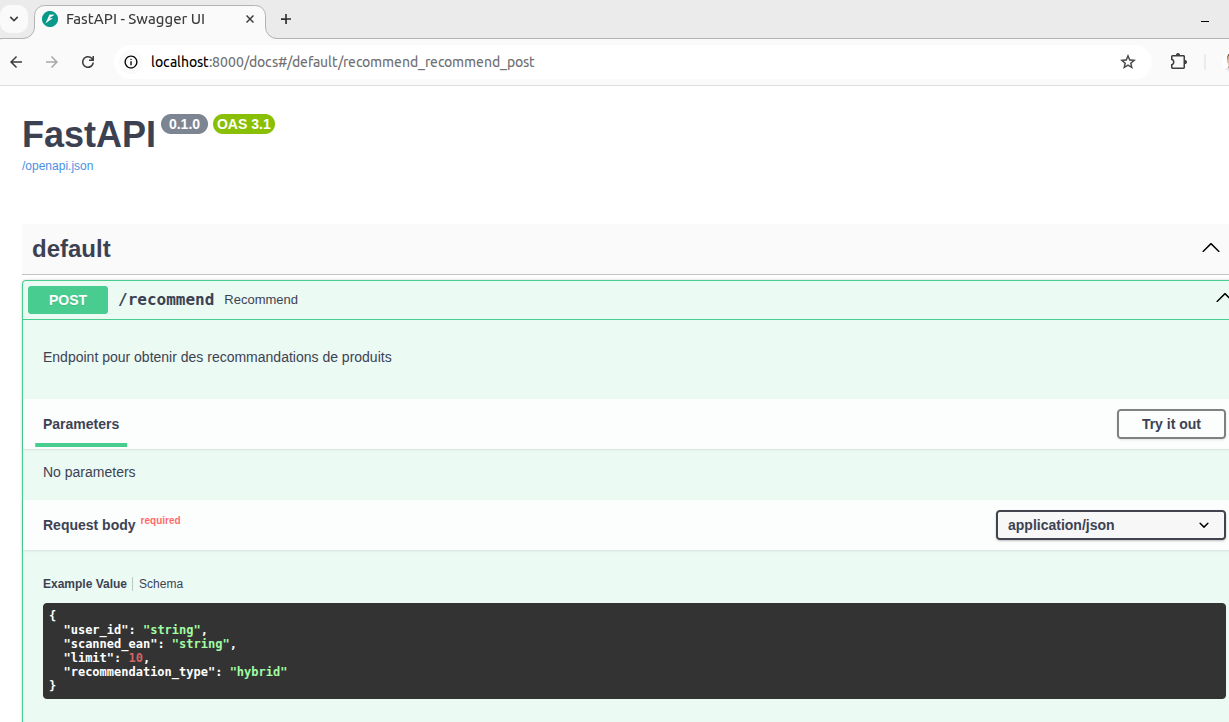 FastAPI - Swagger UI
localhost:8000/docs#/default/recommend_recommend_post
FastAPI 0.1.0 OAS 3.1
/openapi.json
default
POST /recommend Recommend
Endpoint pour obtenir des recommandations de produits
Parameters Try it out
No parameters
Request body required application/json
Example Value Schema
{
  "user_id": "string",
  "scanned_ean": "string",
  "limit": 10,
  "recommendation_type": "hybrid"
}